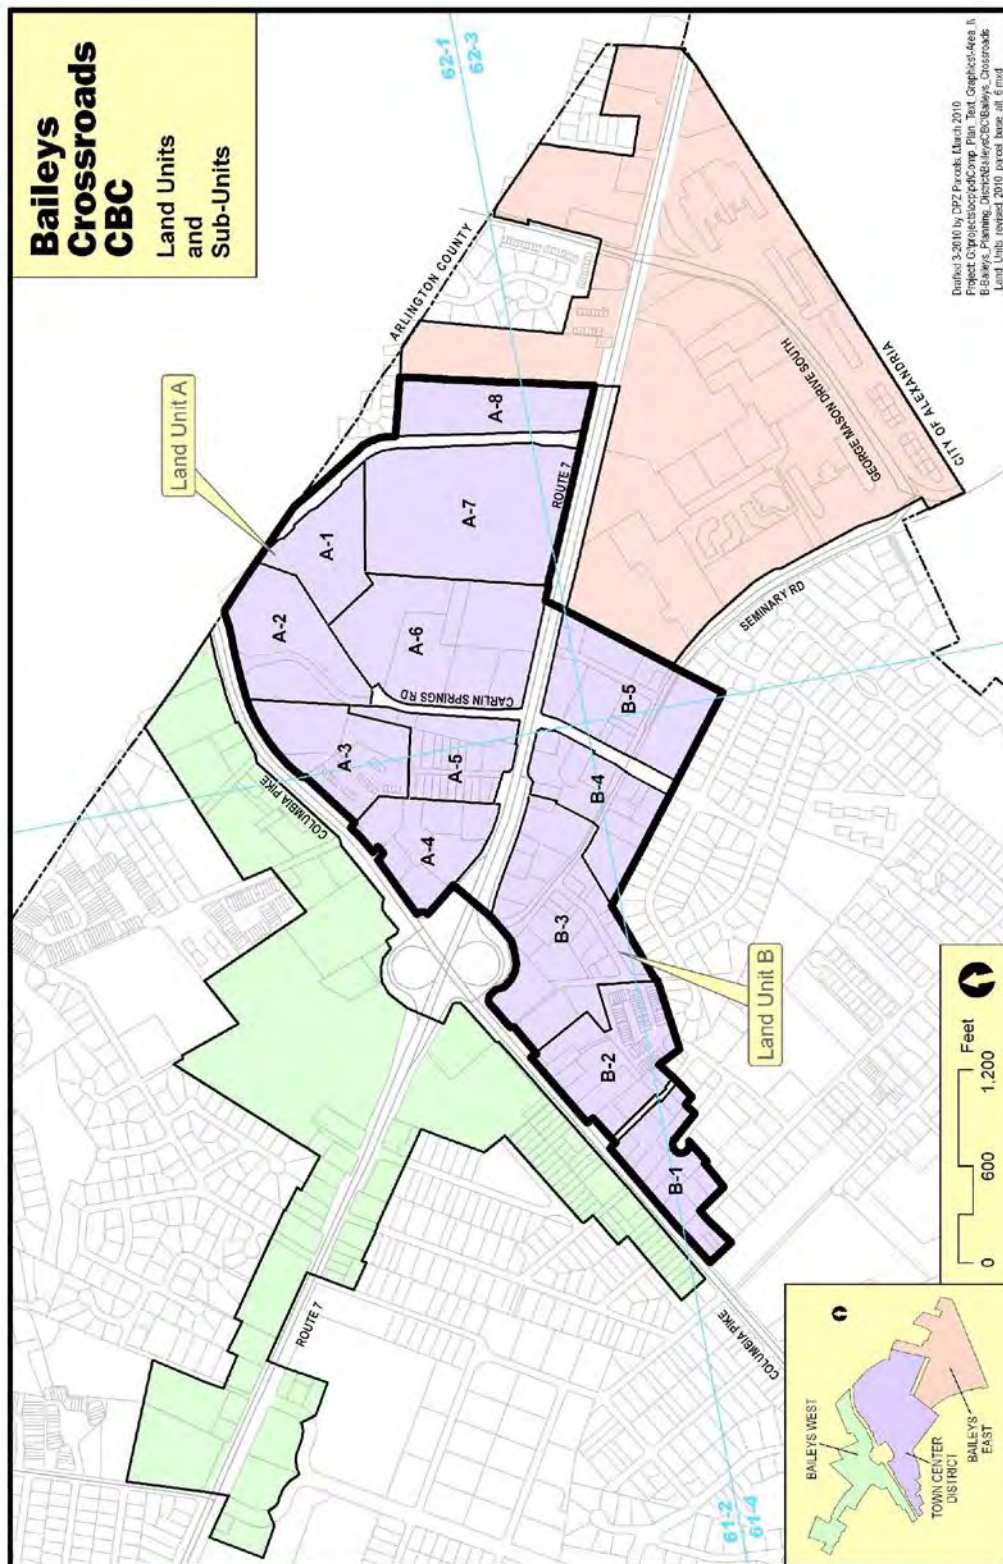 Baileys
Crossroads
CBC
Land Units
and
Sub-Units
62-1
62-3
ARLINGTON COUNTY
Land Unit A
A-8
A-1
A-7
ROUTE 7
A-2
A-6
CARLIN SPRINGS RD
A-3
A-5
A-4
COLUMBIA PIKE
B-5
B-4
B-3
B-2
B-1
Land Unit B
SEMINARY RD
GEORGE MASON DRIVE SOUTH
CITY OF ALEXANDRIA
ROUTE 7
COLUMBIA PIKE
61-2
61-4
BAILEYS WEST
TOWN CENTER
DISTRICT
BAILEYS
EAST
0 600 1,200
Feet
Drafted 3-2010 by DPZ Parcels: March 2010
Land Units revised 2010 parcel base alt 6 mxd